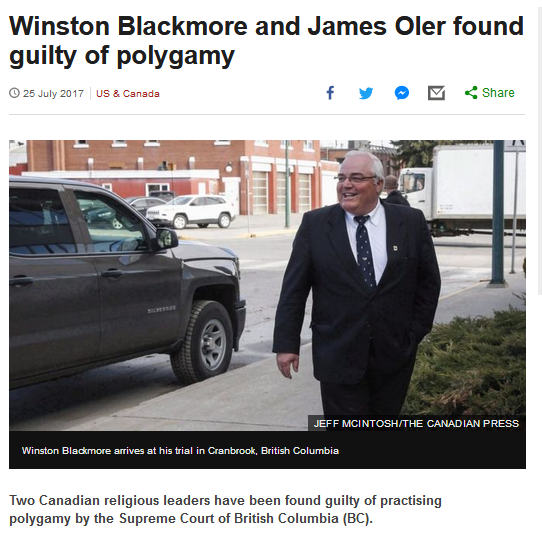 Winston Blackmore and James Oler found
guilty of polygamy
25 July 2017 US & Canada
Share
SILVERADO
JEFF MCINTOSH/THE CANADIAN PRESS
Winston Blackmore arrives at his trial in Cranbrook, British Columbia
Two Canadian religious leaders have been found guilty of practising
polygamy by the Supreme Court of British Columbia (BC).